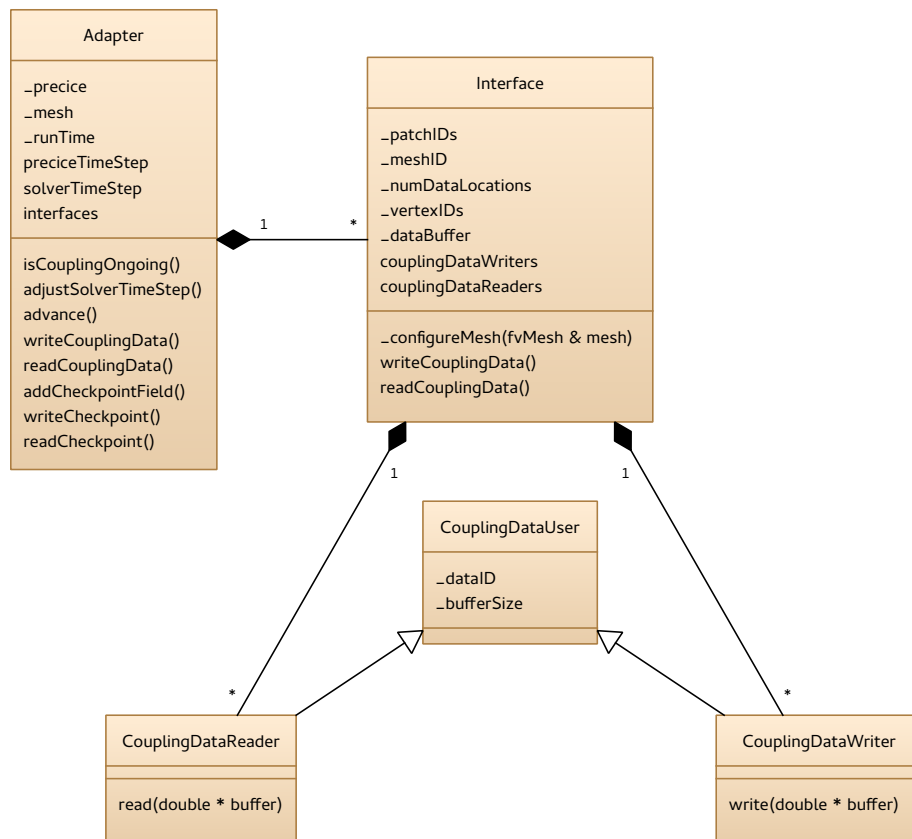 Adapter
_precice
_mesh
_runTime
preciceTimeStep
solverTimeStep
interfaces
isCouplingOngoing()
adjustSolverTimeStep()
advance()
writeCouplingData()
readCouplingData()
addCheckpointField()
writeCheckpoint()
readCheckpoint()
1
*
Interface
_patchIDs
_meshID
_numDataLocations
_vertexIDs
_dataBuffer
couplingDataWriters
couplingDataReaders
_configureMesh(fvMesh & mesh)
writeCouplingData()
readCouplingData()
1
1
CouplingDataUser
_dataID
_bufferSize
*
*
CouplingDataReader
read(double * buffer)
CouplingDataWriter
write(double * buffer)